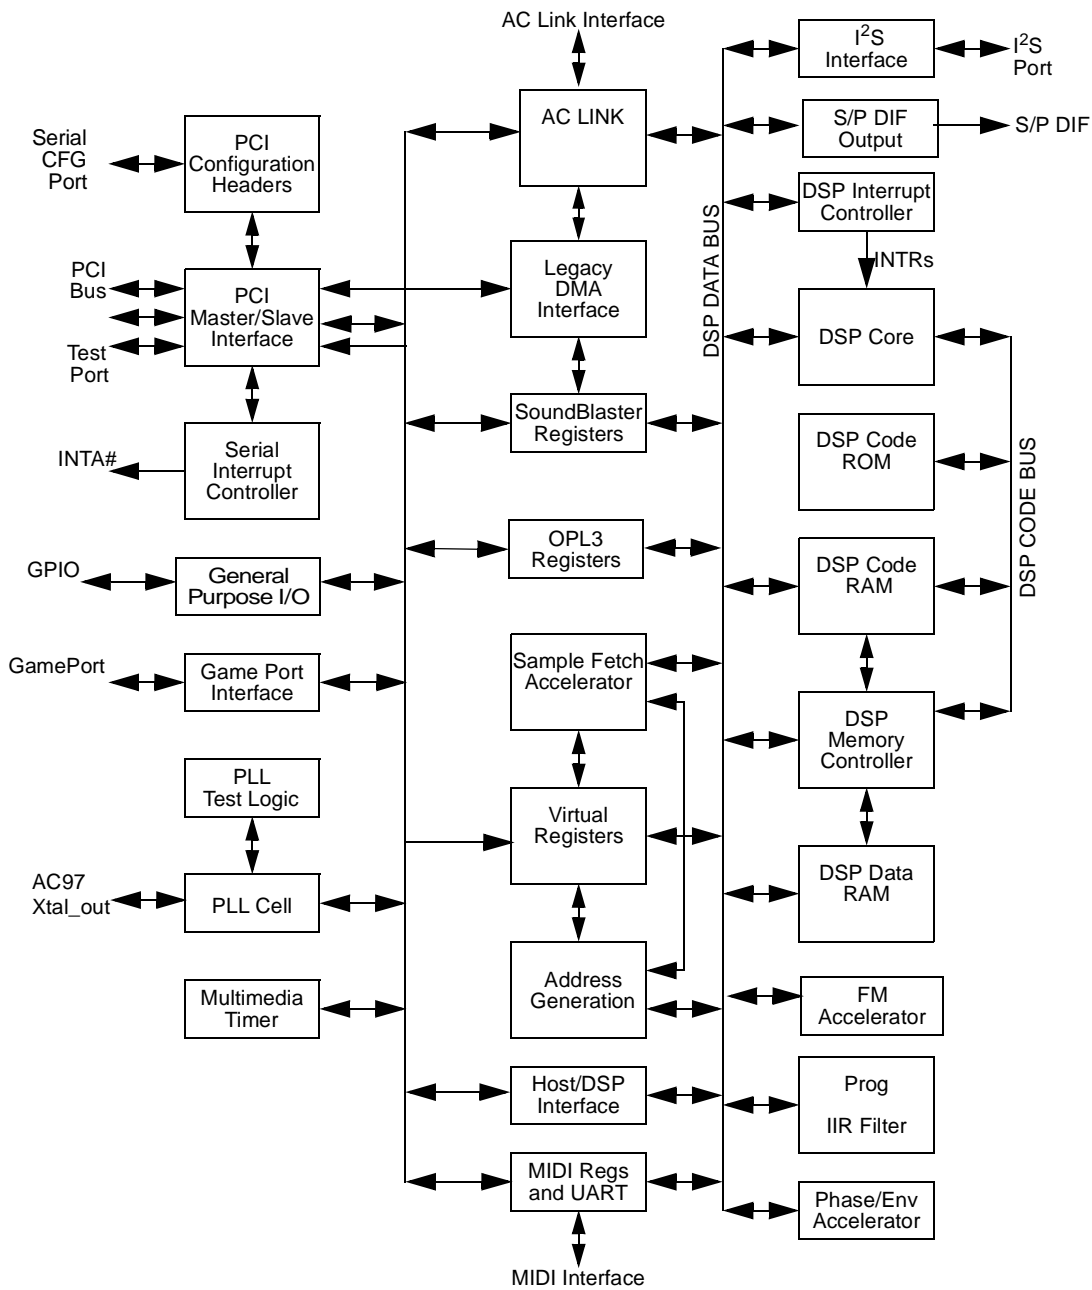 AC Link Interface
Serial
CFG
Port
PCI
Configuration
Headers
PCI
Bus
Test
Port
PCI
Master/Slave
Interface
INTA#
Serial
Interrupt
Controller
GPIO
General
Purpose I/O
GamePort
Game Port
Interface
PLL
Test Logic
AC97
Xtal_out
PLL Cell
Multimedia
Timer
AC LINK
Legacy
DMA
Interface
SoundBlaster
Registers
OPL3
Registers
Sample Fetch
Accelerator
Virtual
Registers
Address
Generation
Host/DSP
Interface
MIDI Regs
and UART
MIDI Interface
DSP DATA BUS
I²S
Interface
I²S
Port
S/P DIF
Output
S/P DIF
DSP Interrupt
Controller
INTRs
DSP Core
DSP Code
ROM
DSP CODE BUS
DSP Code
RAM
DSP
Memory
Controller
DSP Data
RAM
FM
Accelerator
Prog
IIR Filter
Phase/Env
Accelerator